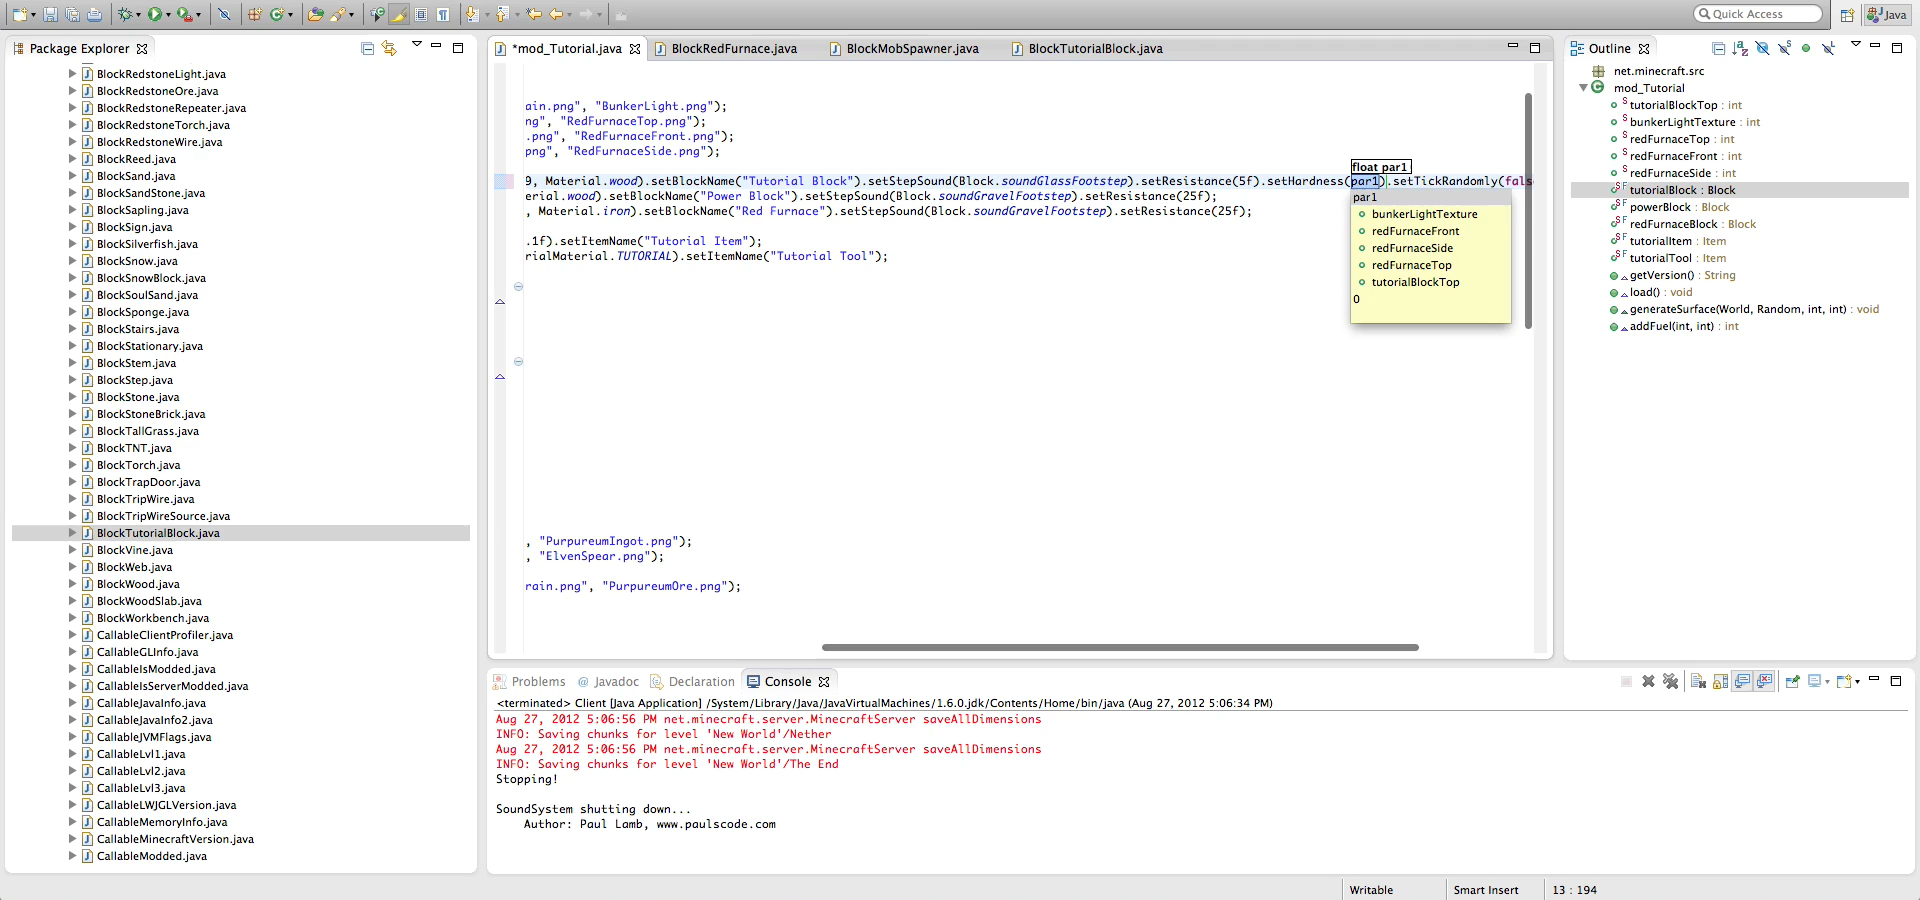 Quick Access
Java
Package Explorer
BlockRedstoneLight.java
BlockRedstoneOre.java
BlockRedstoneRepeater.java
BlockRedstoneTorch.java
BlockRedstoneWire.java
BlockReed.java
BlockSand.java
BlockSandStone.java
BlockSapling.java
BlockSign.java
BlockSilverfish.java
BlockSnow.java
BlockSnowBlock.java
BlockSoulSand.java
BlockSponge.java
BlockStairs.java
BlockStationary.java
BlockStem.java
BlockStep.java
BlockStone.java
BlockStoneBrick.java
BlockTallGrass.java
BlockTNT.java
BlockTorch.java
BlockTrapDoor.java
BlockTripWire.java
BlockTripWireSource.java
BlockTutorialBlock.java
BlockVine.java
BlockWeb.java
BlockWood.java
BlockWoodSlab.java
BlockWorkbench.java
CallableClientProfiler.java
CallableGLInfo.java
CallableIsModded.java
CallableIsServerModded.java
CallableJavaInfo.java
CallableJavaInfo2.java
CallableJVMFlags.java
CallableLvl1.java
CallableLvl2.java
CallableLvl3.java
CallableLWJGLVersion.java
CallableMemoryInfo.java
CallableMinecraftVersion.java
CallableModded.java
*mod_Tutorial.java BlockRedFurnace.java BlockMobSpawner.java BlockTutorialBlock.java
ain.png", "BunkerLight.png");
ng", "RedFurnaceTop.png");
.png", "RedFurnaceFront.png");
png", "RedFurnaceSide.png");
float par1
9, Material.wood).setBlockName("Tutorial Block").setStepSound(Block.soundGlassFootstep).setResistance(5f).setHardness(par1).setTickRandomly(fals
erial.wood).setBlockName("Power Block").setStepSound(Block.soundGravelFootstep).setResistance(25f);
, Material.iron).setBlockName("Red Furnace").setStepSound(Block.soundGravelFootstep).setResistance(25f);
par1
bunkerLightTexture
redFurnaceFront
redFurnaceSide
redFurnaceTop
tutorialBlockTop
0
.1f).setItemName("Tutorial Item");
rialMaterial.TUTORIAL).setItemName("Tutorial Tool");
, "PurpureumIngot.png");
, "ElvenSpear.png");
rain.png", "PurpureumOre.png");
Outline
net.minecraft.src
mod_Tutorial
tutorialBlockTop : int
bunkerLightTexture : int
redFurnaceTop : int
redFurnaceFront : int
redFurnaceSide : int
tutorialBlock : Block
powerBlock : Block
redFurnaceBlock : Block
tutorialItem : Item
tutorialTool : Item
getVersion() : String
load() : void
generateSurface(World, Random, int, int) : void
addFuel(int, int) : int
Problems @ Javadoc Declaration Console
<terminated> Client [Java Application] /System/Library/Java/JavaVirtualMachines/1.6.0.jdk/Contents/Home/bin/java (Aug 27, 2012 5:06:34 PM)
Aug 27, 2012 5:06:56 PM net.minecraft.server.MinecraftServer saveAllDimensions
INFO: Saving chunks for level 'New World'/Nether
Aug 27, 2012 5:06:56 PM net.minecraft.server.MinecraftServer saveAllDimensions
INFO: Saving chunks for level 'New World'/The End
Stopping!
SoundSystem shutting down...
Author: Paul Lamb, www.paulscode.com
Writable Smart Insert 13 : 194